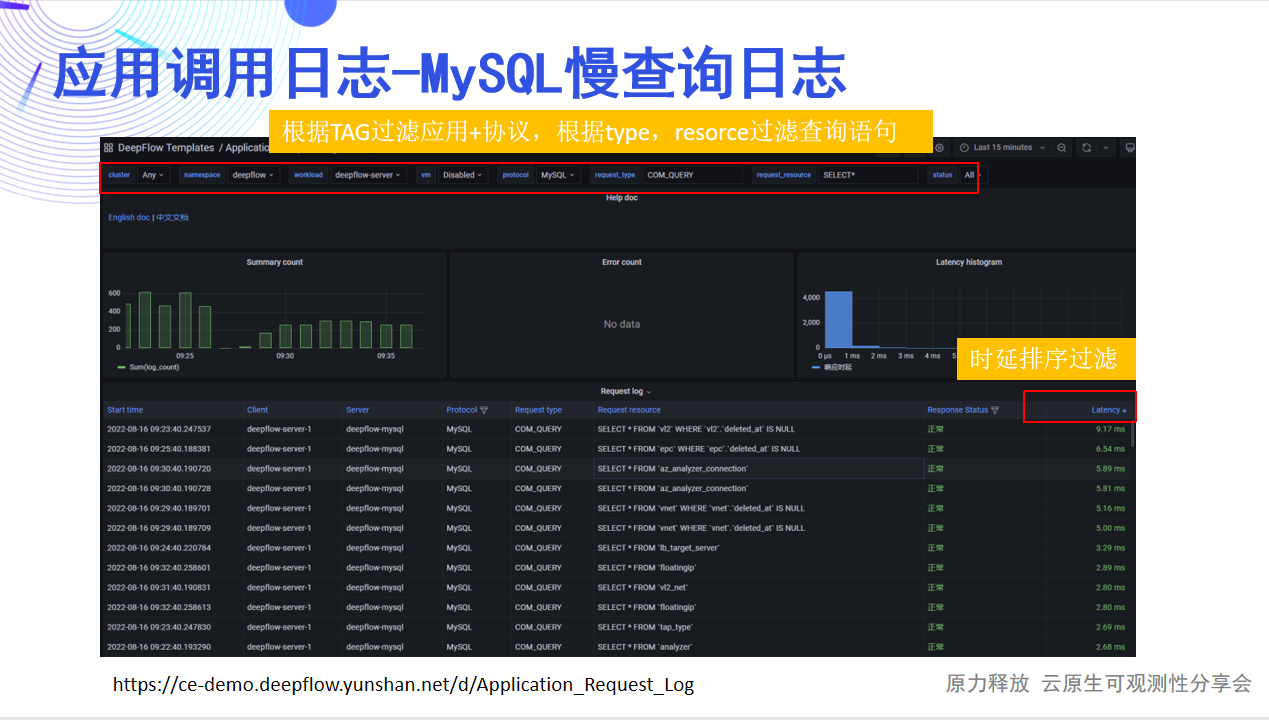 应用调用日志-MySQL慢查询日志
根据TAG过滤应用+协议，根据type，resorce过滤查询语句
DeepFlow Templates / Applicatio
Last 15 minutes
cluster Any namespace deepflow workload deepflow-server vm Disabled protocol MySQL request_type COM_QUERY request_resource SELECT* status All
Help doc
English doc | 中文文档
Summary count Error count Latency histogram
600
400
200
0
09:25 09:30 09:35
Sum(log_count)
No data
4,000
2,000
0
0 μs 1 ms 2 ms 3 ms 4 ms 5
响应时延
时延排序过滤
Request log
Start time Client Server Protocol Request type Request resource Response Status Latency ↓
2022-08-16 09:23:40.247537 deepflow-server-1 deepflow-mysql MySQL COM_QUERY SELECT * FROM `vl2` WHERE `vl2`.`deleted_at` IS NULL 正常 9.17 ms
2022-08-16 09:25:40.188381 deepflow-server-1 deepflow-mysql MySQL COM_QUERY SELECT * FROM `epc` WHERE `epc`.`deleted_at` IS NULL 正常 6.54 ms
2022-08-16 09:30:40.190720 deepflow-server-1 deepflow-mysql MySQL COM_QUERY SELECT * FROM `az_analyzer_connection` 正常 5.89 ms
2022-08-16 09:30:40.190728 deepflow-server-1 deepflow-mysql MySQL COM_QUERY SELECT * FROM `az_analyzer_connection` 正常 5.81 ms
2022-08-16 09:29:40.189701 deepflow-server-1 deepflow-mysql MySQL COM_QUERY SELECT * FROM `vnet` WHERE `vnet`.`deleted_at` IS NULL 正常 5.16 ms
2022-08-16 09:29:40.189709 deepflow-server-1 deepflow-mysql MySQL COM_QUERY SELECT * FROM `vnet` WHERE `vnet`.`deleted_at` IS NULL 正常 5.00 ms
2022-08-16 09:24:40.220784 deepflow-server-1 deepflow-mysql MySQL COM_QUERY SELECT * FROM `lb_target_server` 正常 3.29 ms
2022-08-16 09:32:40.258601 deepflow-server-1 deepflow-mysql MySQL COM_QUERY SELECT * FROM `floatingip` 正常 2.89 ms
2022-08-16 09:31:40.190831 deepflow-server-1 deepflow-mysql MySQL COM_QUERY SELECT * FROM `vl2_net` 正常 2.80 ms
2022-08-16 09:32:40.258613 deepflow-server-1 deepflow-mysql MySQL COM_QUERY SELECT * FROM `floatingip` 正常 2.80 ms
2022-08-16 09:23:40.247830 deepflow-server-1 deepflow-mysql MySQL COM_QUERY SELECT * FROM `tap_type` 正常 2.69 ms
2022-08-16 09:22:40.193290 deepflow-server-1 deepflow-mysql MySQL COM_QUERY SELECT * FROM `analyzer` 正常 2.68 ms
https://ce-demo.deepflow.yunshan.net/d/Application_Request_Log
原力释放 云原生可观测性分享会